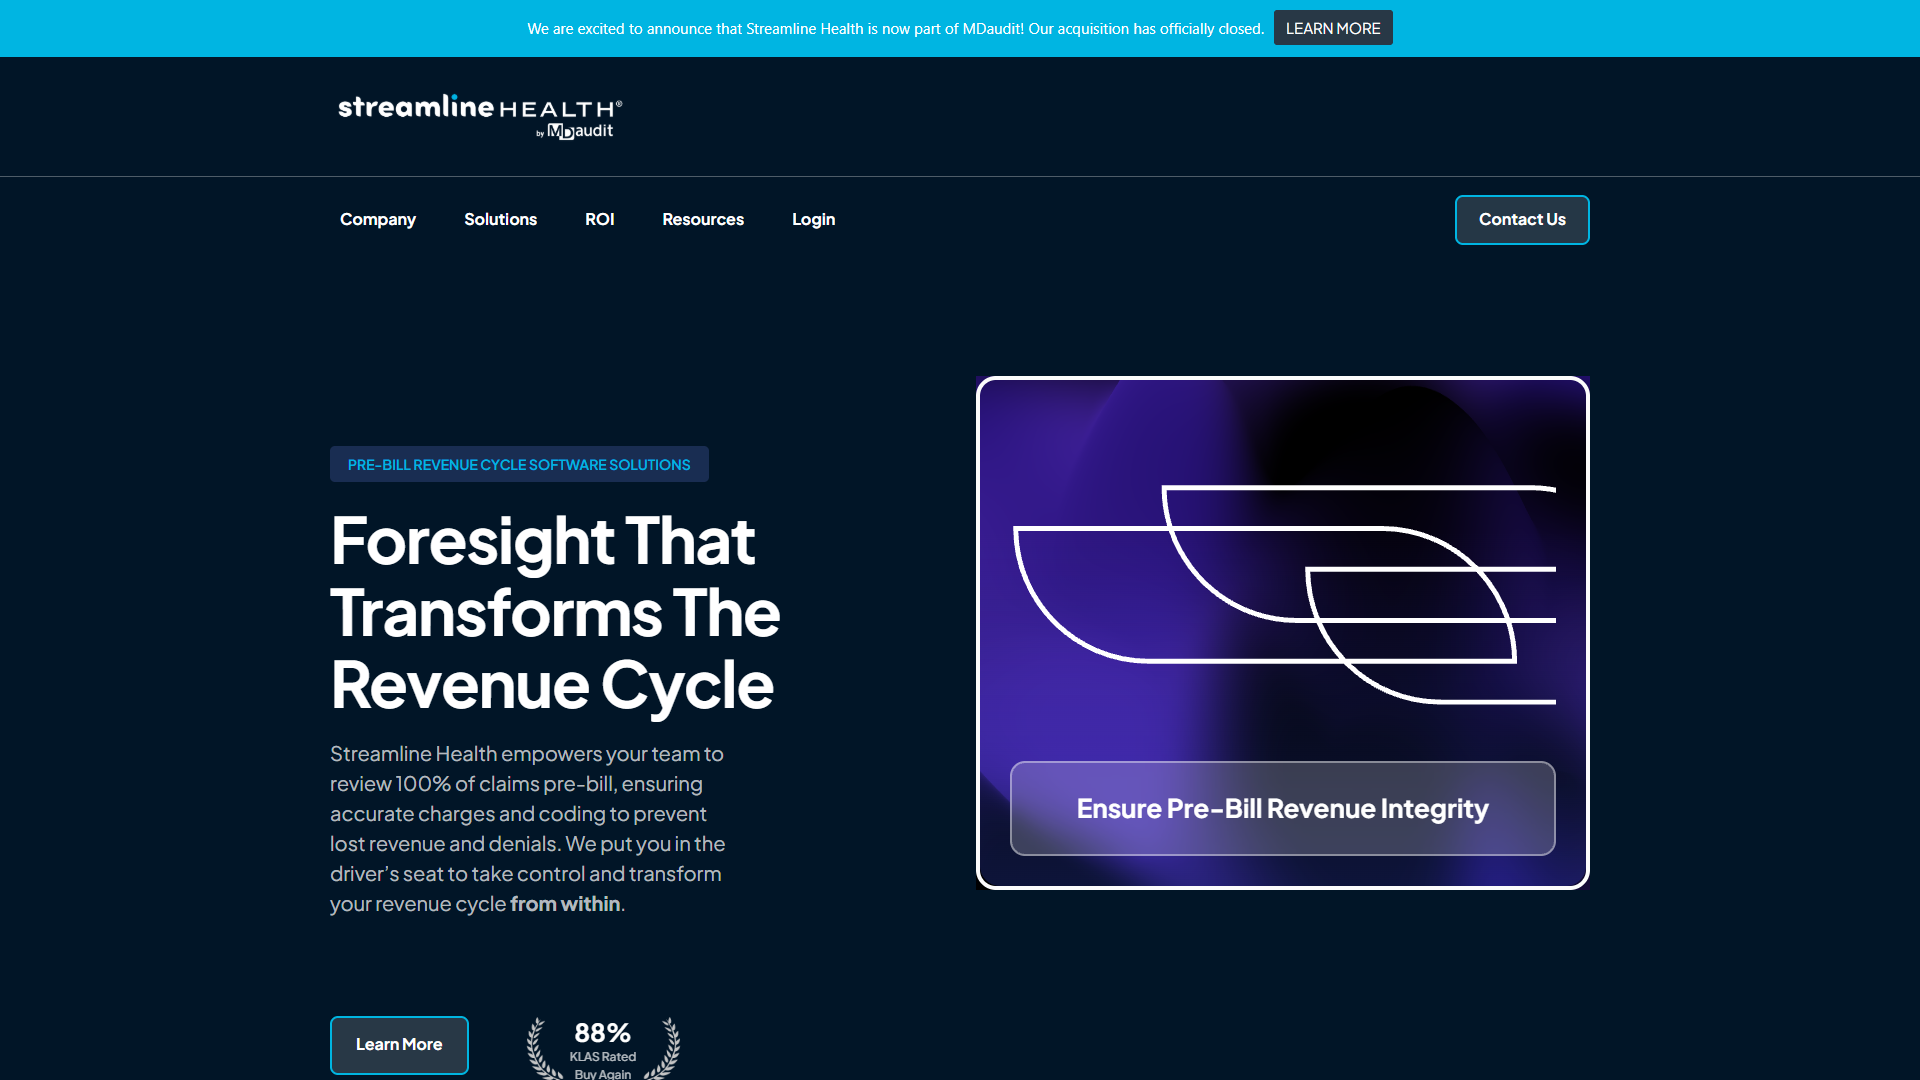 We are excited to announce that Streamline Health is now part of MDaudit! Our acquisition has officially closed. LEARN MORE
streamline HEALTH®
by MDaudit
Company Solutions ROI Resources Login Contact Us
PRE-BILL REVENUE CYCLE SOFTWARE SOLUTIONS
Foresight That
Transforms The
Revenue Cycle
Streamline Health empowers your team to
review 100% of claims pre-bill, ensuring
accurate charges and coding to prevent
lost revenue and denials. We put you in the
driver’s seat to take control and transform
your revenue cycle from within.
Ensure Pre-Bill Revenue Integrity
Learn More
88%
KLAS Rated
Buy Again